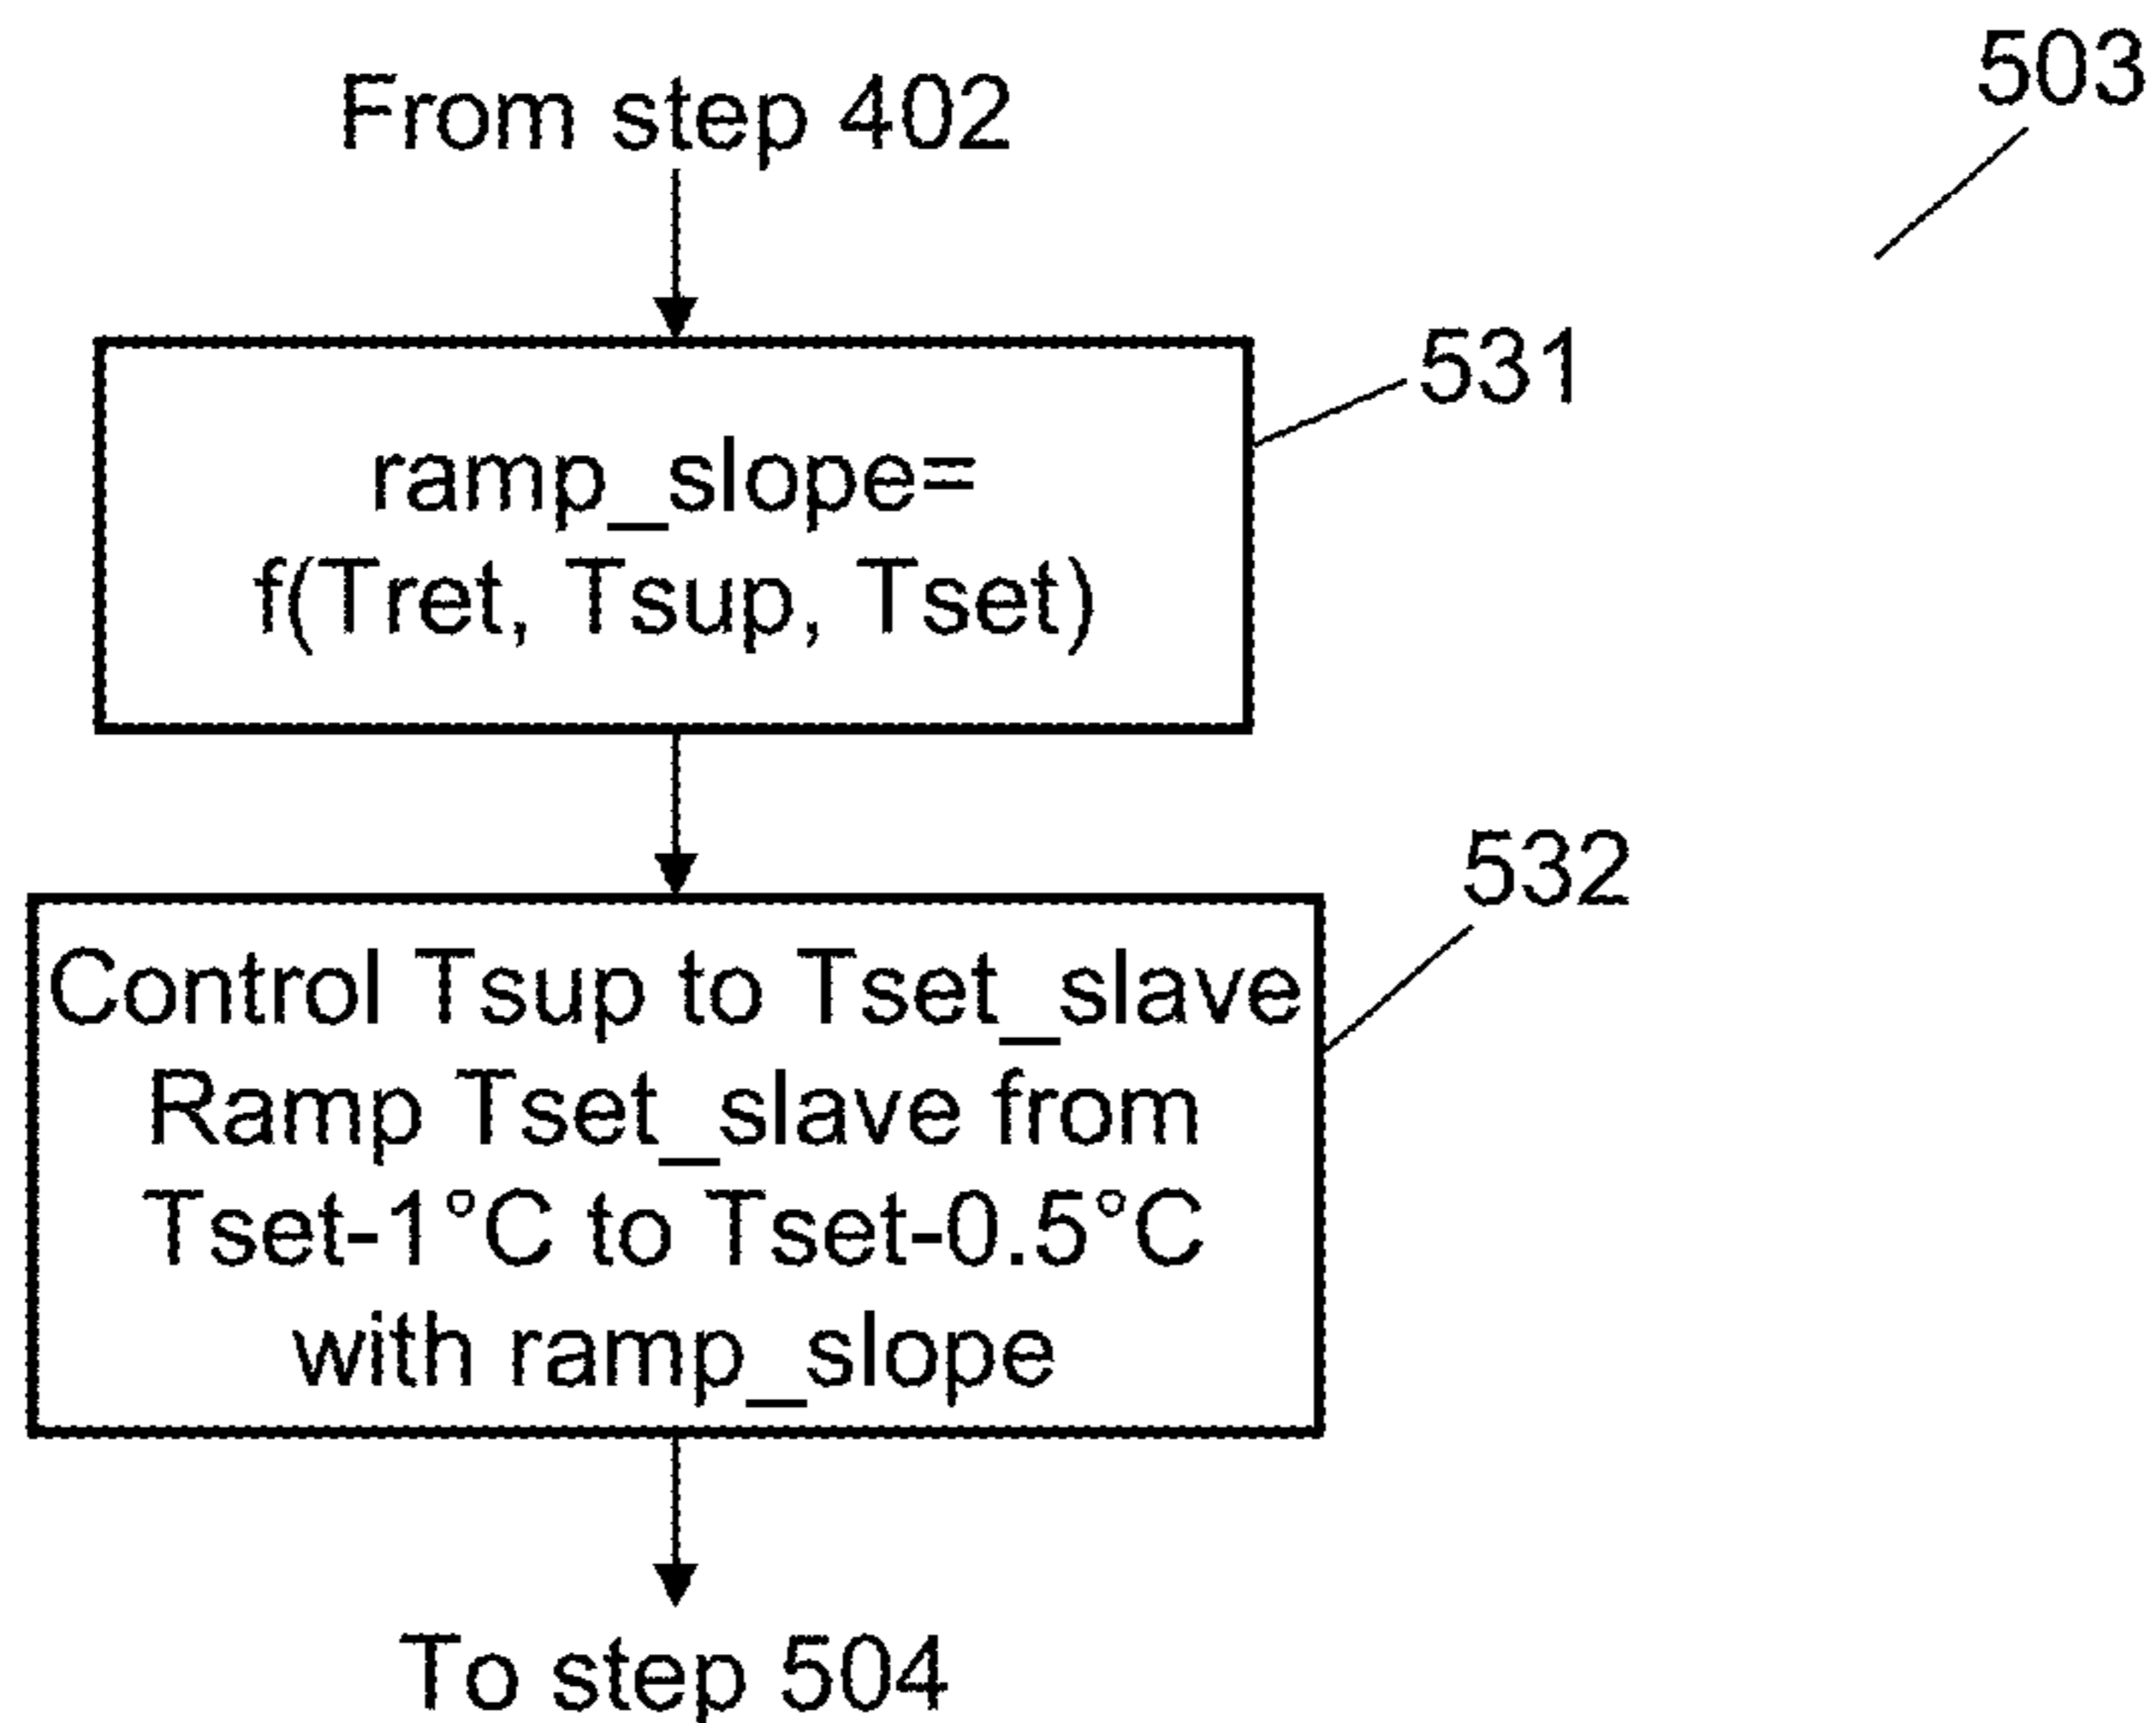 503
From step 402
531
ramp_slope=
f(Tret, Tsup, Tset)
532
Control Tsup to Tset_slave
Ramp Tset_slave from
Tset-1°C to Tset-0.5°C
with ramp_slope
To step 504